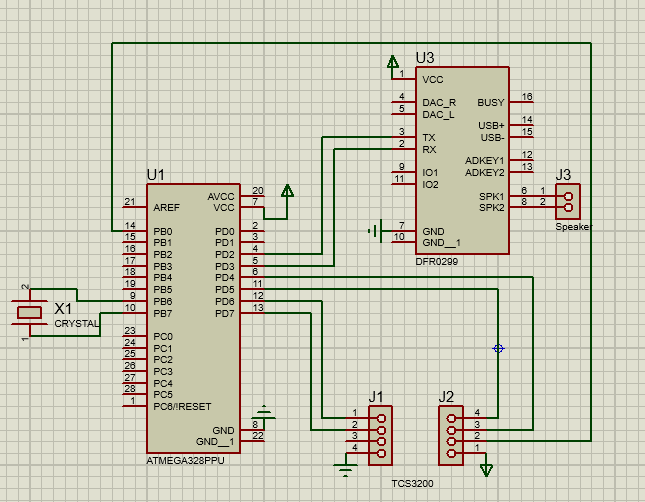 U3
1 VCC
4 DAC_R BUSY 16
5 DAC_L
USB+ 14
3 TX USB- 15
2 RX
ADKEY1 12
9 IO1 ADKEY2 13
11 IO2
SPK1 6
SPK2 8
7 GND
10 GND__1
DFR0299
J3
1
2
Speaker
U1
AVCC 20
21 AREF VCC 7
14 PB0 PD0 2
15 PB1 PD1 3
16 PB2 PD2 4
17 PB3 PD3 5
18 PB4 PD4 6
19 PB5 PD5 11
9 PB6 PD6 12
10 PB7 PD7 13
23 PC0
24 PC1
25 PC2
26 PC3
27 PC4
28 PC5
1 PC6/!RESET
GND 8
GND__1 22
ATMEGA328PPU
2
X1
CRYSTAL
1
J1
1
2
3
4
J2
4
3
2
1
TCS3200